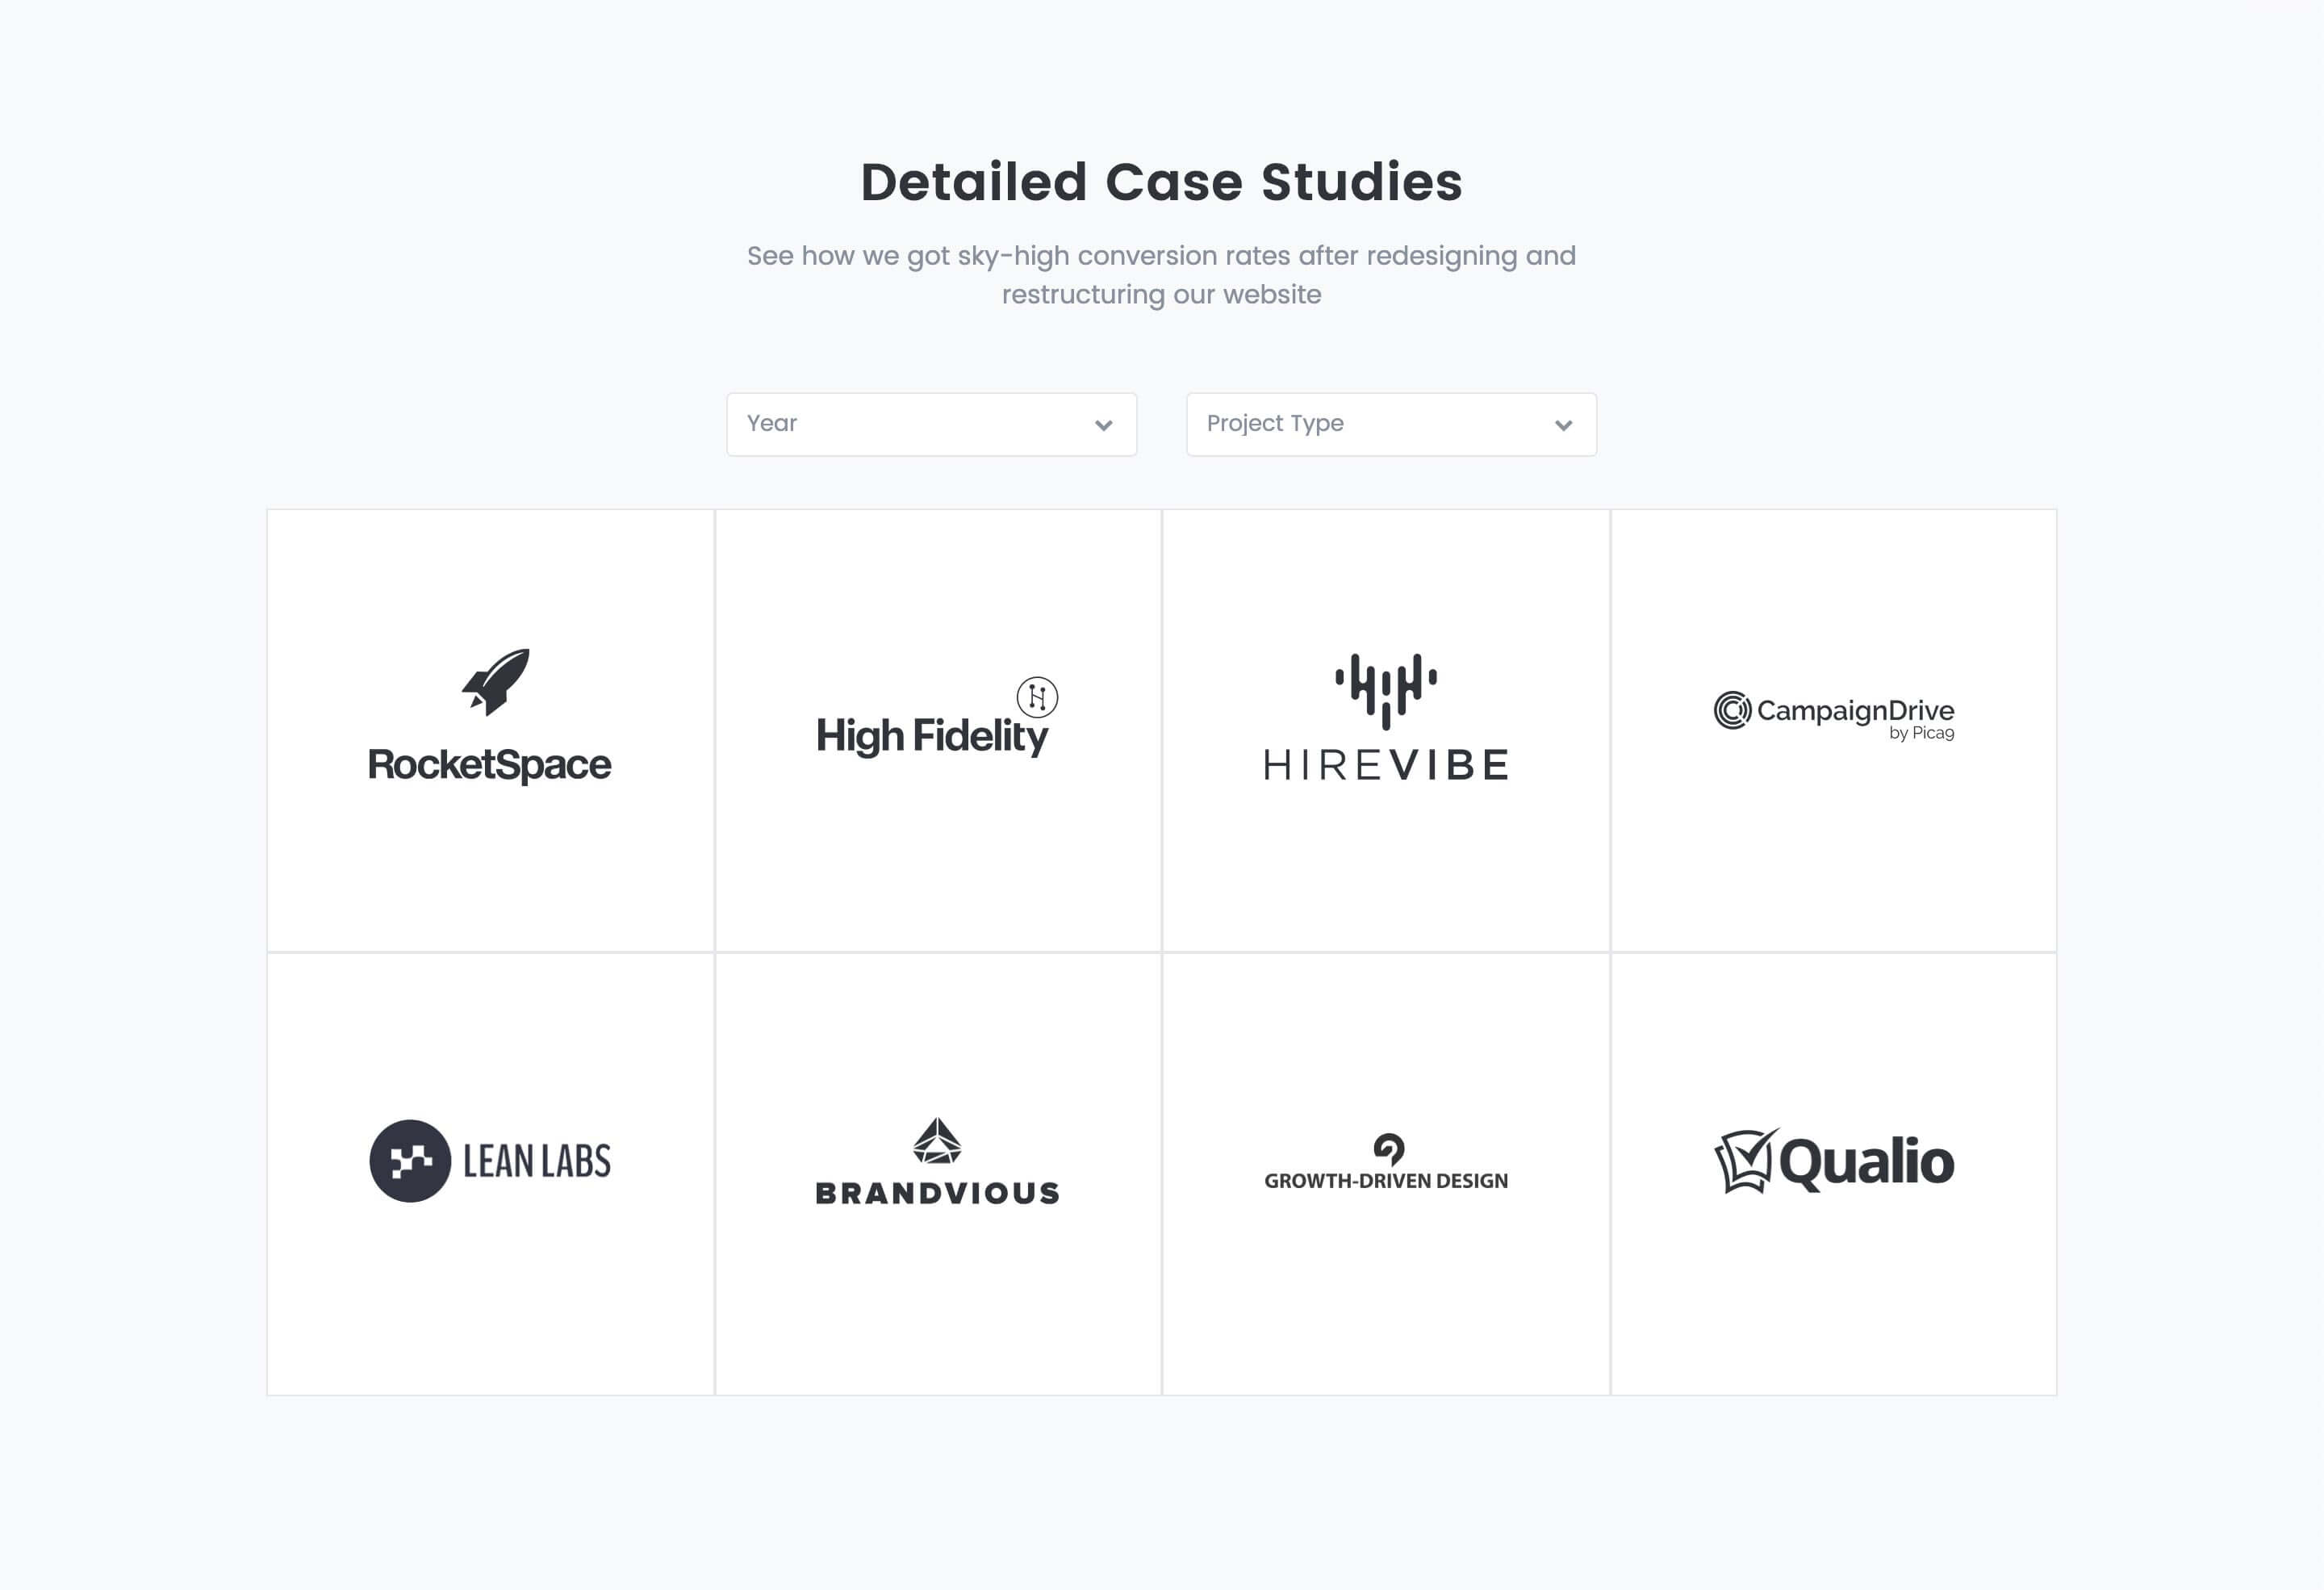 Detailed Case Studies
See how we got sky-high conversion rates after redesigning and
restructuring our website
Year
Project Type
RocketSpace
High Fidelity
HIREVIBE
CampaignDrive
by Pica9
LEAN LABS
BRANDVIOUS
GROWTH-DRIVEN DESIGN
Qualio